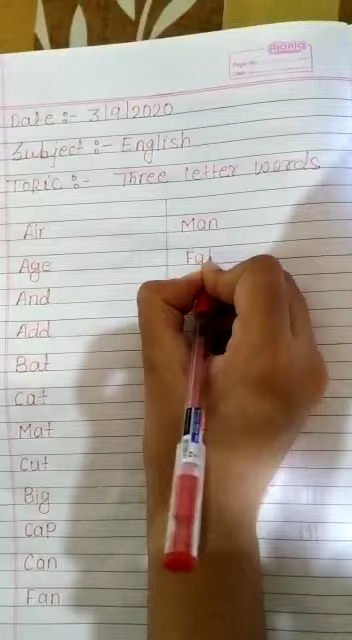 Date :- 3/9/2020
Subject :- English
Topic :- Three letter words
Air
Age
And
Add
Bat
Cat
Mat
Cut
Big
Cap
Can
Fan
Man
Fat